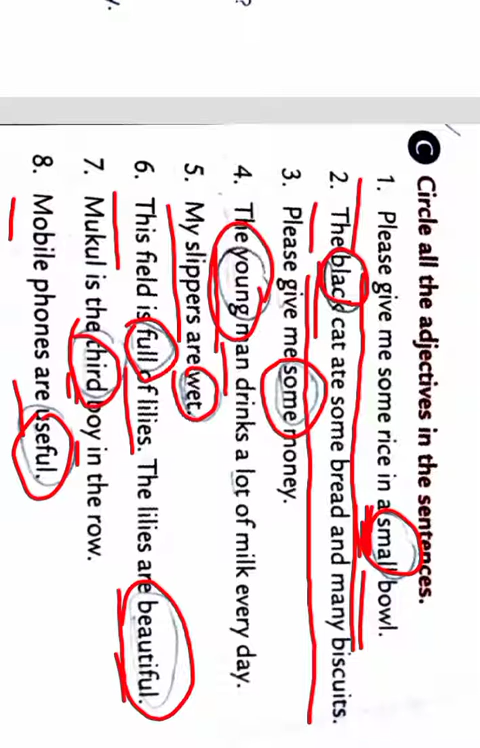 C Circle all the adjectives in the sentences.
1. Please give me some rice in a small bowl.
2. The black cat ate some bread and many biscuits.
3. Please give me some money.
4. The young man drinks a lot of milk every day.
5. My slippers are wet.
6. This field is full of lilies. The lilies are beautiful.
7. Mukul is the third boy in the row.
8. Mobile phones are useful.